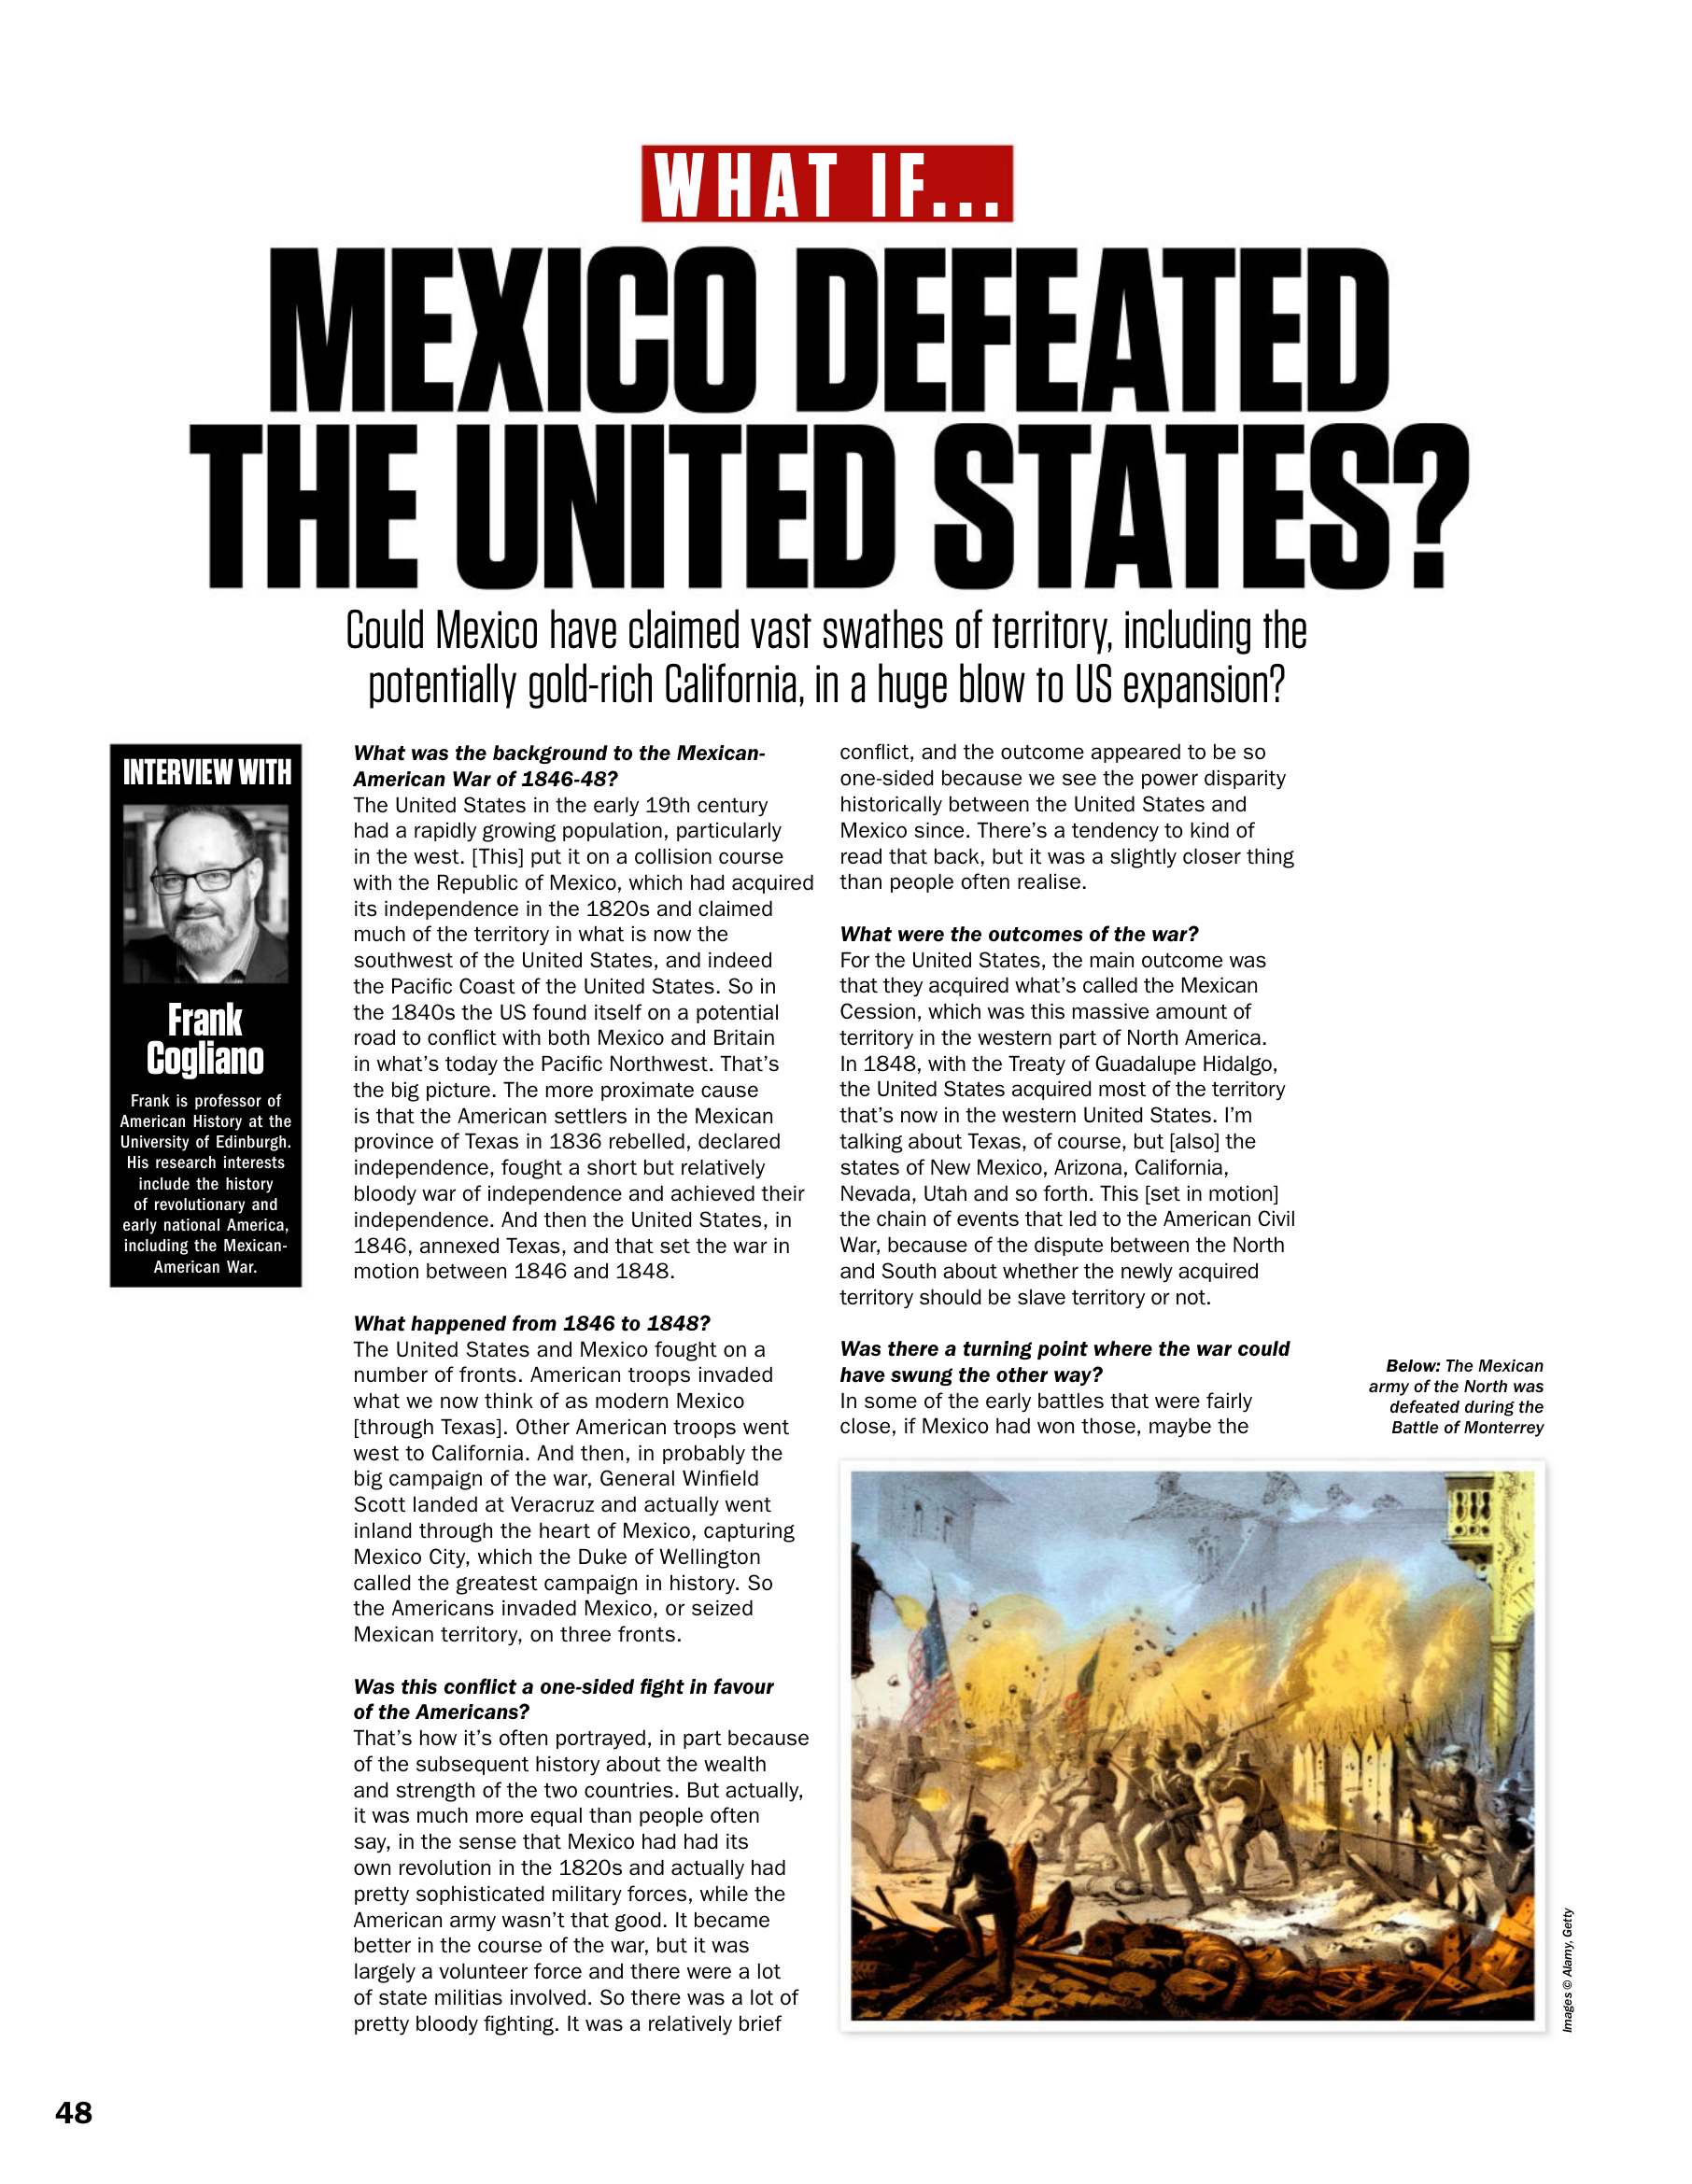 WHAT IF...
MEXICO DEFEATED
THE UNITED STATES?
Could Mexico have claimed vast swathes of territory, including the
potentially gold-rich California, in a huge blow to US expansion?
INTERVIEW WITH
Frank
Cogliano
Frank is professor of
American History at the
University of Edinburgh.
His research interests
include the history
of revolutionary and
early national America,
including the Mexican-
American War.
What was the background to the Mexican-
American War of 1846-48?
The United States in the early 19th century
had a rapidly growing population, particularly
in the west. [This] put it on a collision course
with the Republic of Mexico, which had acquired
its independence in the 1820s and claimed
much of the territory in what is now the
southwest of the United States, and indeed
the Pacific Coast of the United States. So in
the 1840s the US found itself on a potential
road to conflict with both Mexico and Britain
in what's today the Pacific Northwest. That's
the big picture. The more proximate cause
is that the American settlers in the Mexican
province of Texas in 1836 rebelled, declared
independence, fought a short but relatively
bloody war of independence and achieved their
independence. And then the United States, in
1846, annexed Texas, and that set the war in
motion between 1846 and 1848.
What happened from 1846 to 1848?
The United States and Mexico fought on a
number of fronts. American troops invaded
what we now think of as modern Mexico
[through Texas]. Other American troops went
west to California. And then, in probably the
big campaign of the war, General Winfield
Scott landed at Veracruz and actually went
inland through the heart of Mexico, capturing
Mexico City, which the Duke of Wellington
called the greatest campaign in history. So
the Americans invaded Mexico, or seized
Mexican territory, on three fronts.
Was this conflict a one-sided fight in favour
of the Americans?
That's how it's often portrayed, in part because
of the subsequent history about the wealth
and strength of the two countries. But actually,
it was much more equal than people often
say, in the sense that Mexico had had its
own revolution in the 1820s and actually had
pretty sophisticated military forces, while the
American army wasn't that good. It became
better in the course of the war, but it was
largely a volunteer force and there were a lot
of state militias involved. So there was a lot of
pretty bloody fighting. It was a relatively brief
conflict, and the outcome appeared to be so
one-sided because we see the power disparity
historically between the United States and
Mexico since. There's a tendency to kind of
read that back, but it was a slightly closer thing
than people often realise.
What were the outcomes of the war?
For the United States, the main outcome was
that they acquired what's called the Mexican
Cession, which was this massive amount of
territory in the western part of North America.
In 1848, with the Treaty of Guadalupe Hidalgo,
the United States acquired most of the territory
that's now in the western United States. I'm
talking about Texas, of course, but [also] the
states of New Mexico, Arizona, California,
Nevada, Utah and so forth. This [set in motion]
the chain of events that led to the American Civil
War, because of the dispute between the North
and South about whether the newly acquired
territory should be slave territory or not.
Was there a turning point where the war could
have swung the other way?
In some of the early battles that were fairly
close, if Mexico had won those, maybe the
Below: The Mexican
army of the North was
defeated during the
Battle of Monterrey
Images © Alamy, Getty
48